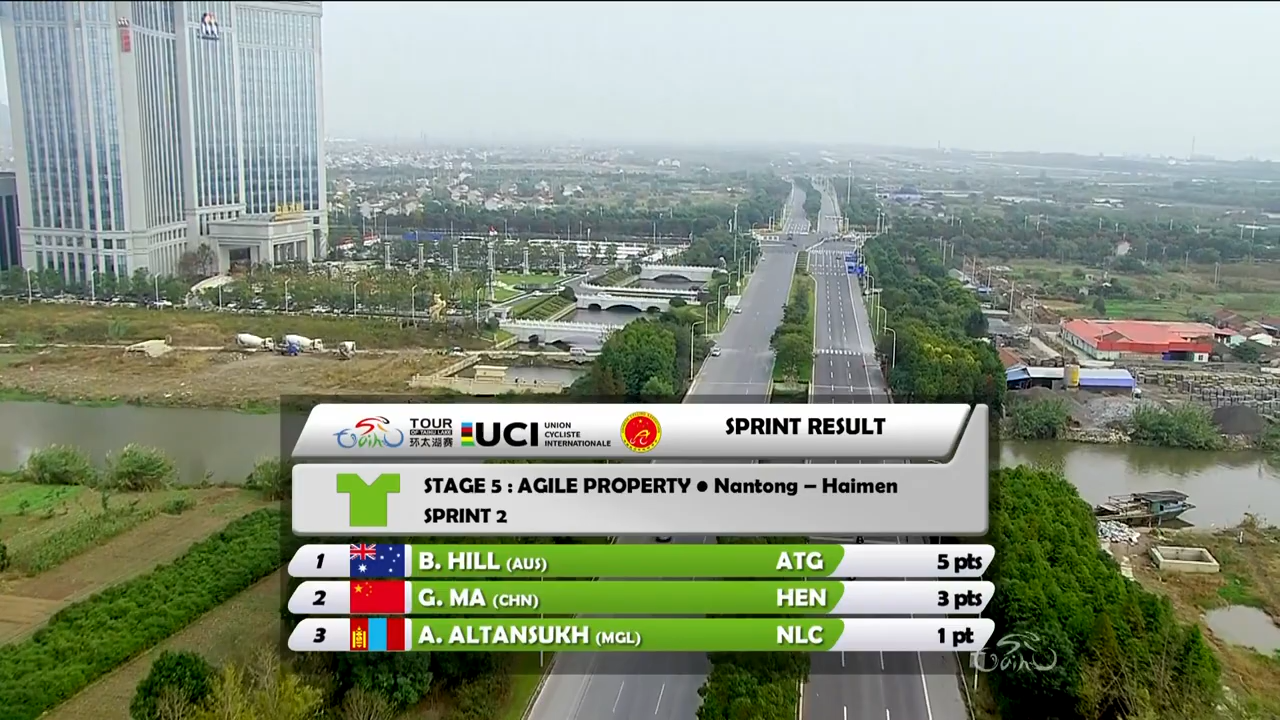 TOUR
OF TAIHU LAKE
环太湖赛
UCI
UNION
CYCLISTE
INTERNATIONALE
SPRINT RESULT
STAGE 5 : AGILE PROPERTY ● Nantong – Haimen
SPRINT 2
1 B. HILL (AUS) ATG 5 pts
2 G. MA (CHN) HEN 3 pts
3 A. ALTANSUKH (MGL) NLC 1 pt